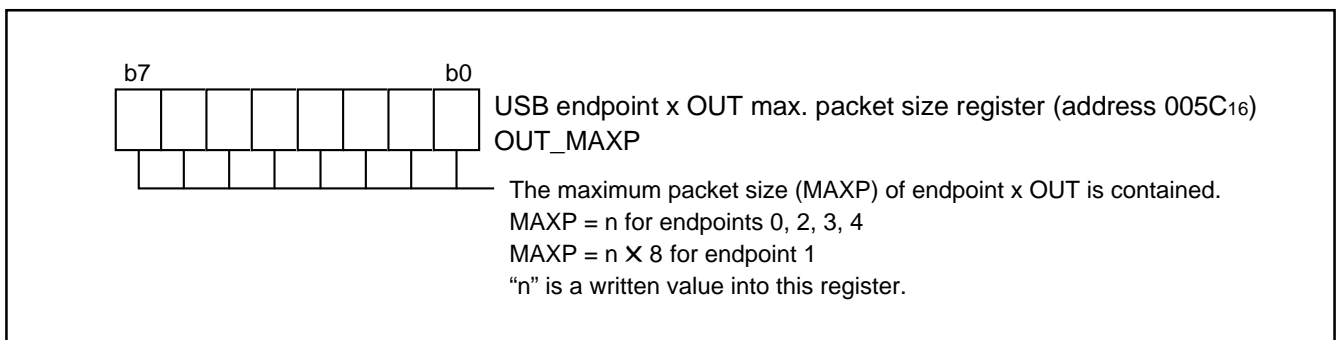 b7 b0
USB endpoint x OUT max. packet size register (address 005C16)
OUT_MAXP
The maximum packet size (MAXP) of endpoint x OUT is contained.
MAXP = n for endpoints 0, 2, 3, 4
MAXP = n ✕ 8 for endpoint 1
“n” is a written value into this register.